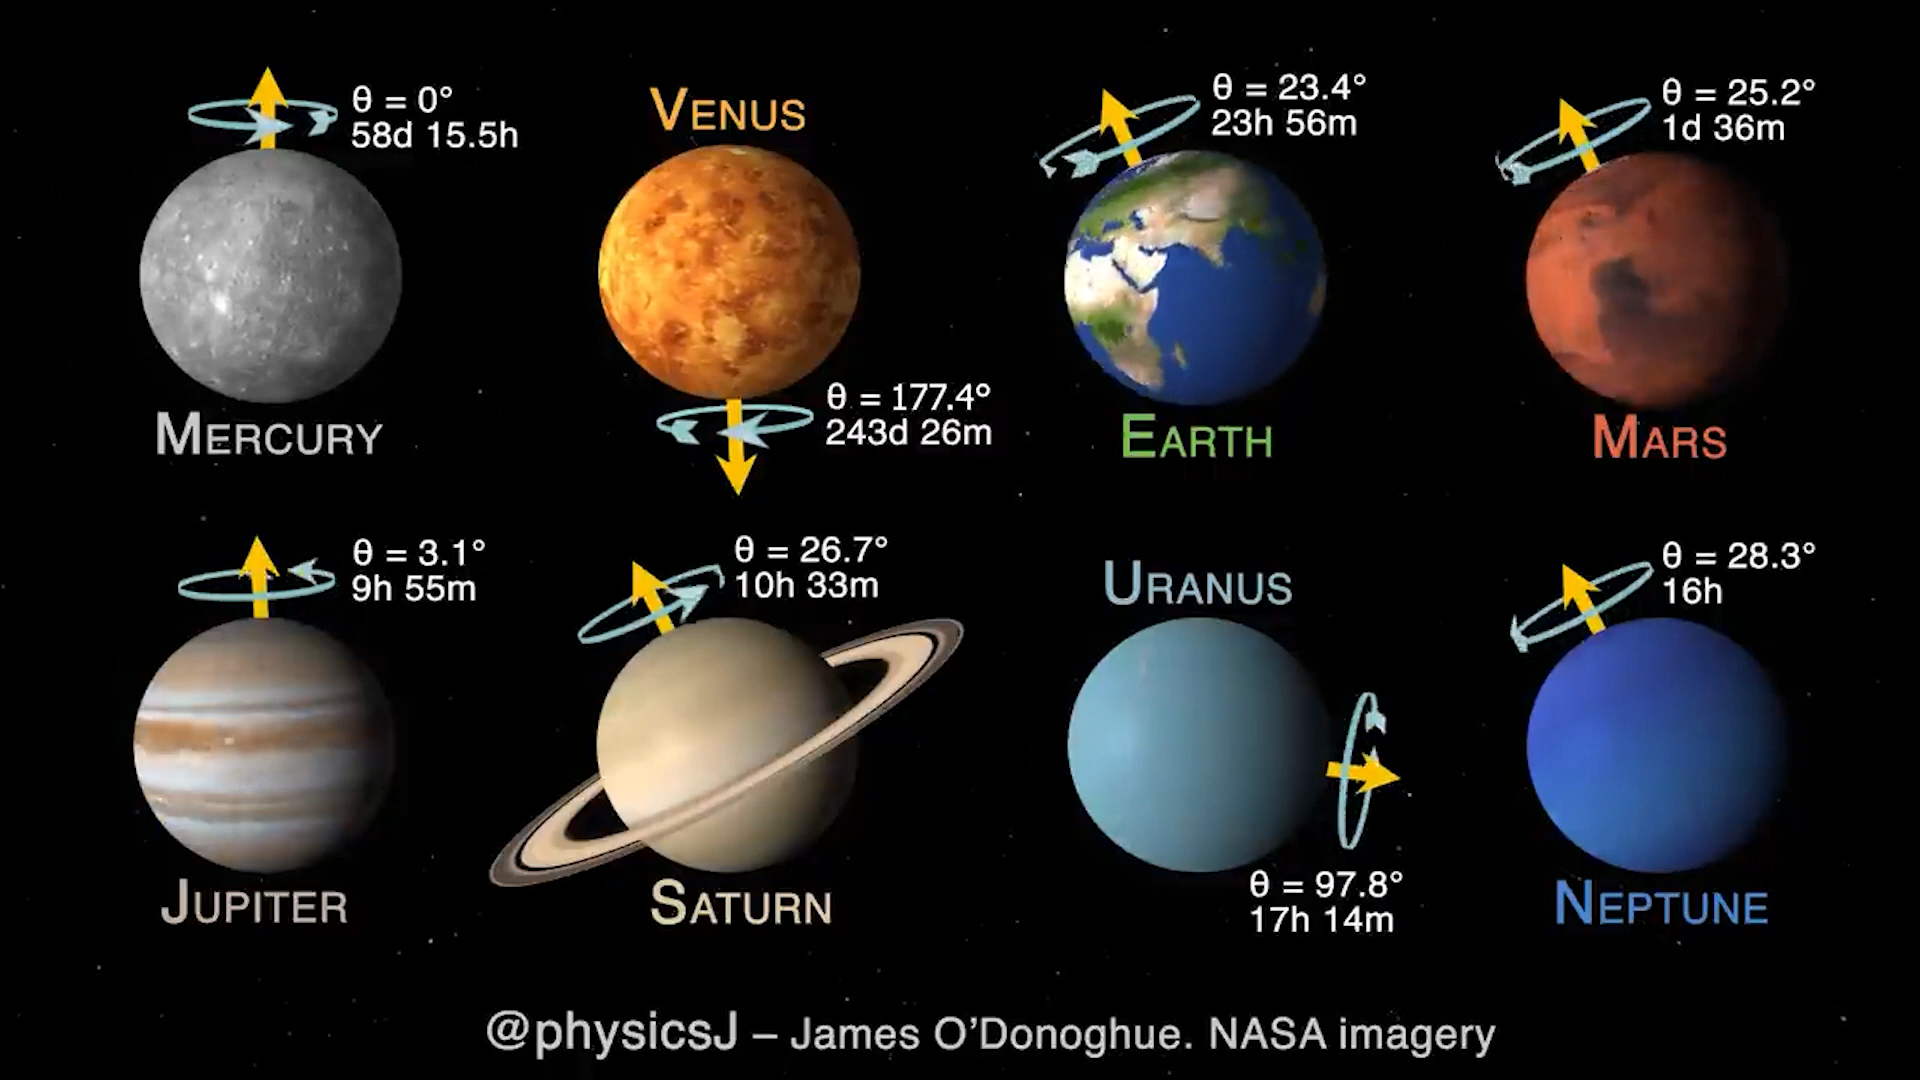 θ = 0°
58d 15.5h
MERCURY
VENUS
θ = 177.4°
243d 26m
θ = 23.4°
23h 56m
EARTH
θ = 25.2°
1d 36m
MARS
θ = 3.1°
9h 55m
JUPITER
θ = 26.7°
10h 33m
SATURN
URANUS
θ = 97.8°
17h 14m
θ = 28.3°
16h
NEPTUNE
@physicsJ – James O’Donoghue. NASA imagery